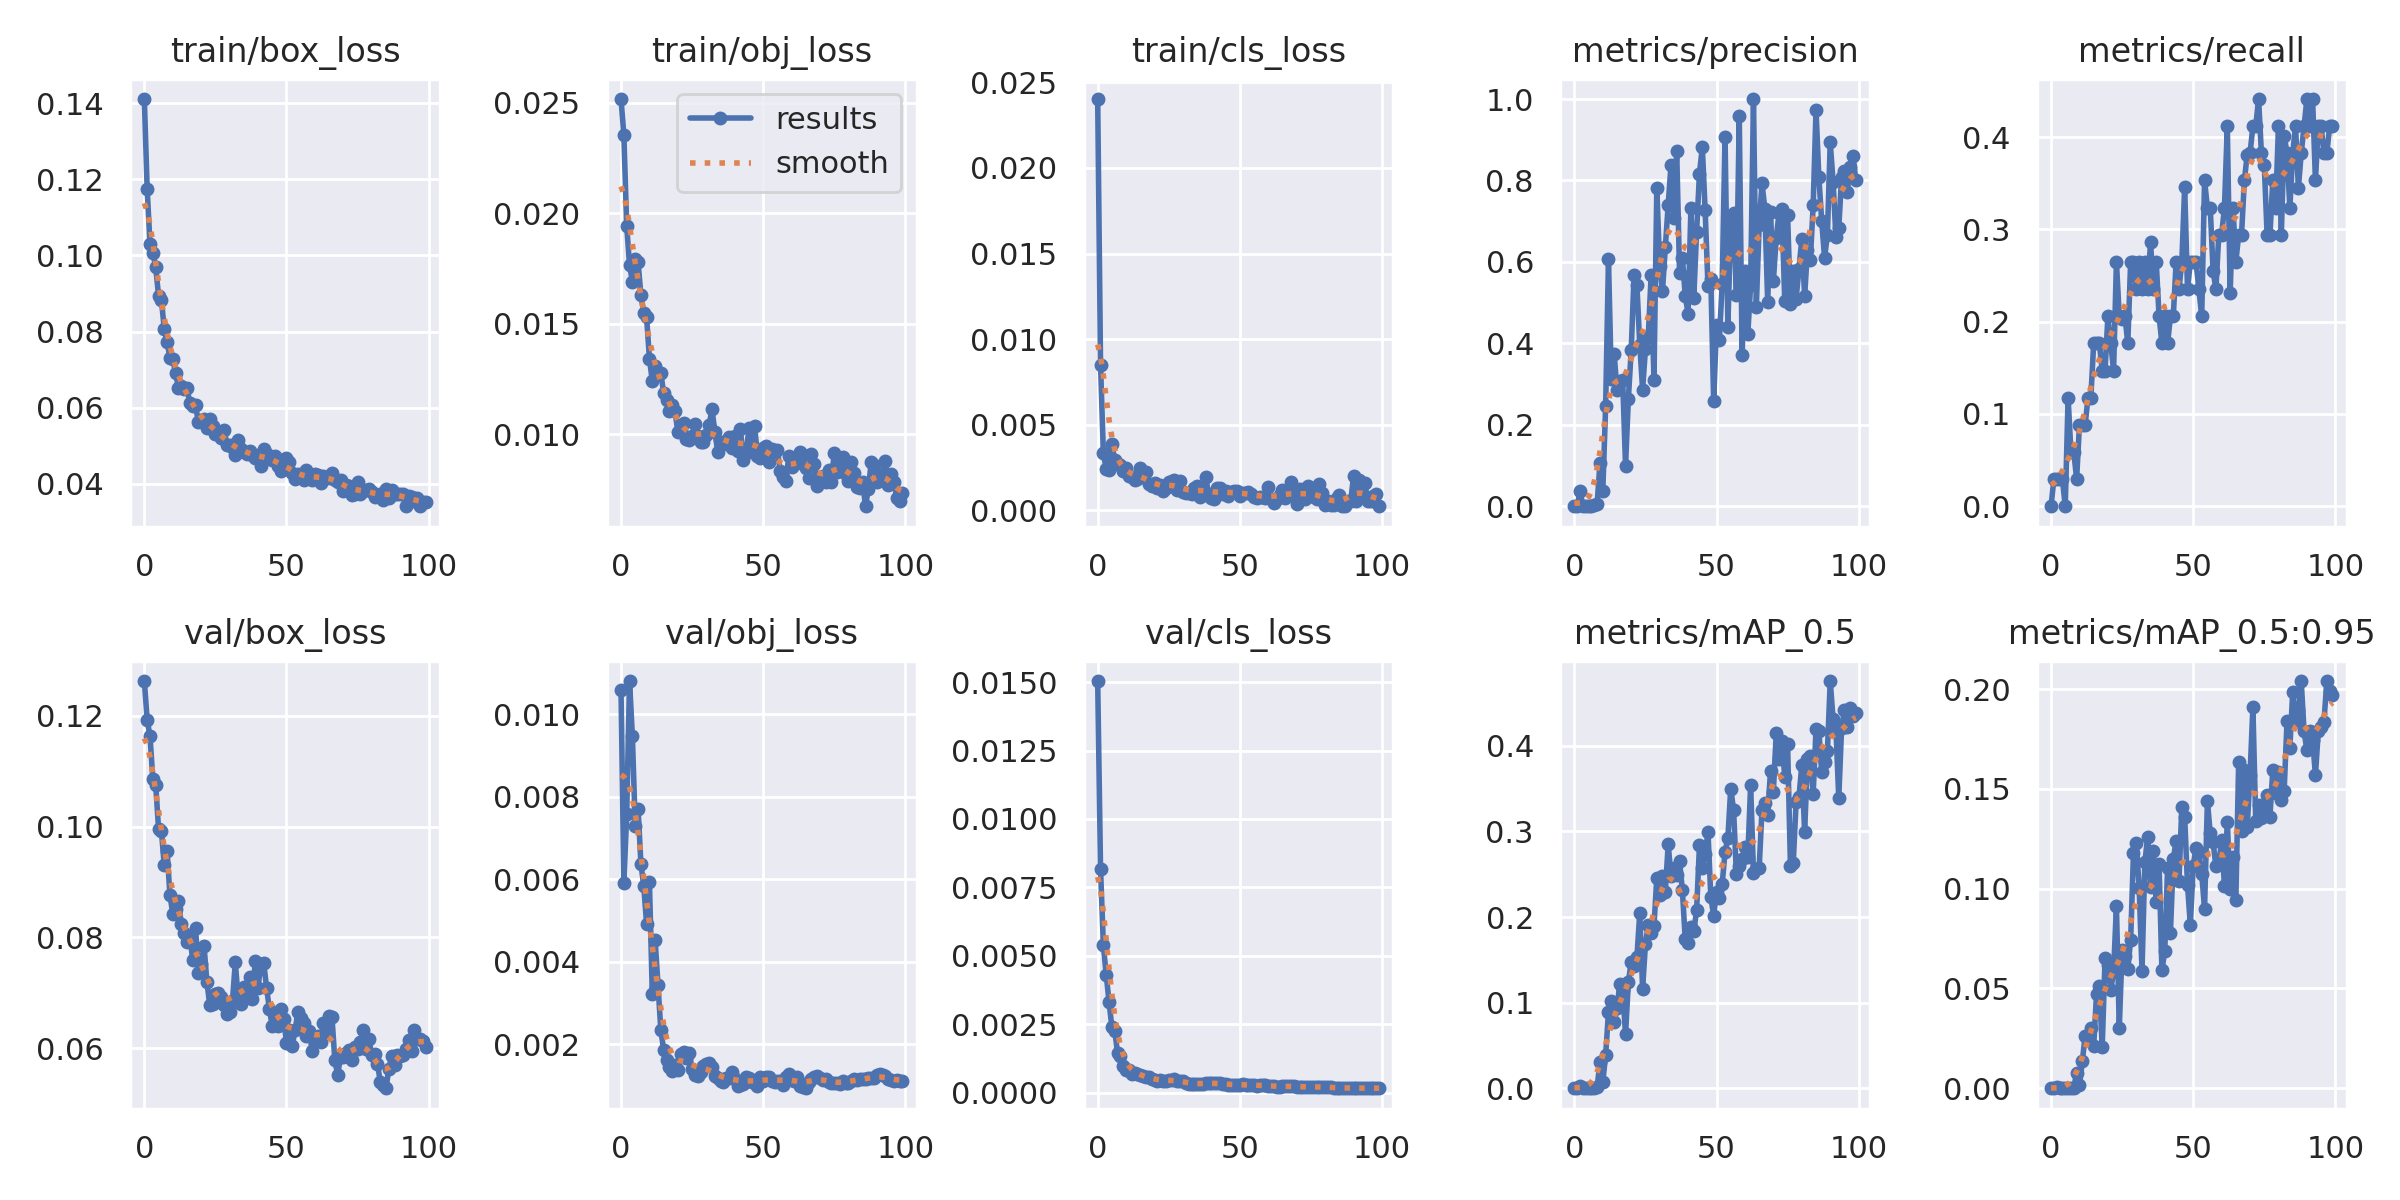 train/box_loss
train/obj_loss
train/cls_loss
metrics/precision
metrics/recall
0.14
0.12
0.10
0.08
0.06
0.04
0 50 100
0.025
0.020
0.015
0.010
results
smooth
0 50 100
0.025
0.020
0.015
0.010
0.005
0.000
0 50 100
1.0
0.8
0.6
0.4
0.2
0.0
0 50 100
0.4
0.3
0.2
0.1
0.0
0 50 100
val/box_loss
val/obj_loss
val/cls_loss
metrics/mAP_0.5
metrics/mAP_0.5:0.95
0.12
0.10
0.08
0.06
0 50 100
0.010
0.008
0.006
0.004
0.002
0 50 100
0.0150
0.0125
0.0100
0.0075
0.0050
0.0025
0.0000
0 50 100
0.4
0.3
0.2
0.1
0.0
0 50 100
0.20
0.15
0.10
0.05
0.00
0 50 100